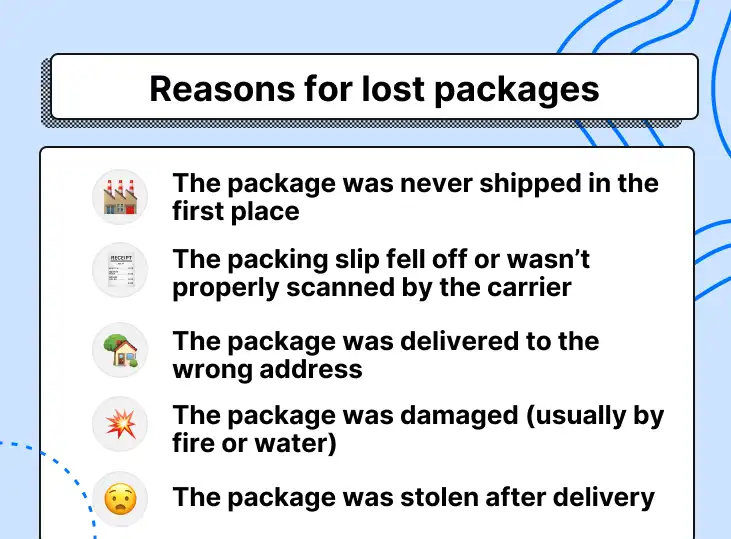 Reasons for lost packages
The package was never shipped in the
first place
RECEIPT
The packing slip fell off or wasn’t
properly scanned by the carrier
The package was delivered to the
wrong address
The package was damaged (usually by
fire or water)
The package was stolen after delivery